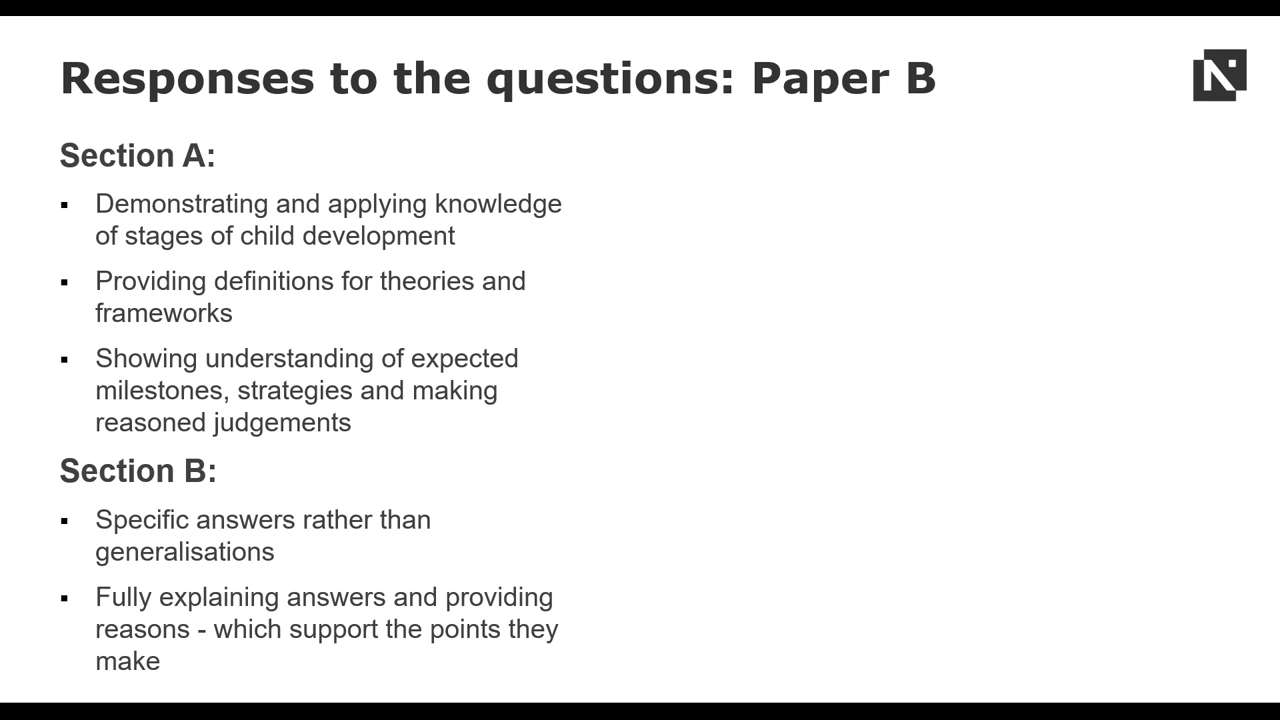 Responses to the questions: Paper B
Section A:
▪ Demonstrating and applying knowledge
of stages of child development
▪ Providing definitions for theories and
frameworks
▪ Showing understanding of expected
milestones, strategies and making
reasoned judgements
Section B:
▪ Specific answers rather than
generalisations
▪ Fully explaining answers and providing
reasons - which support the points they
make